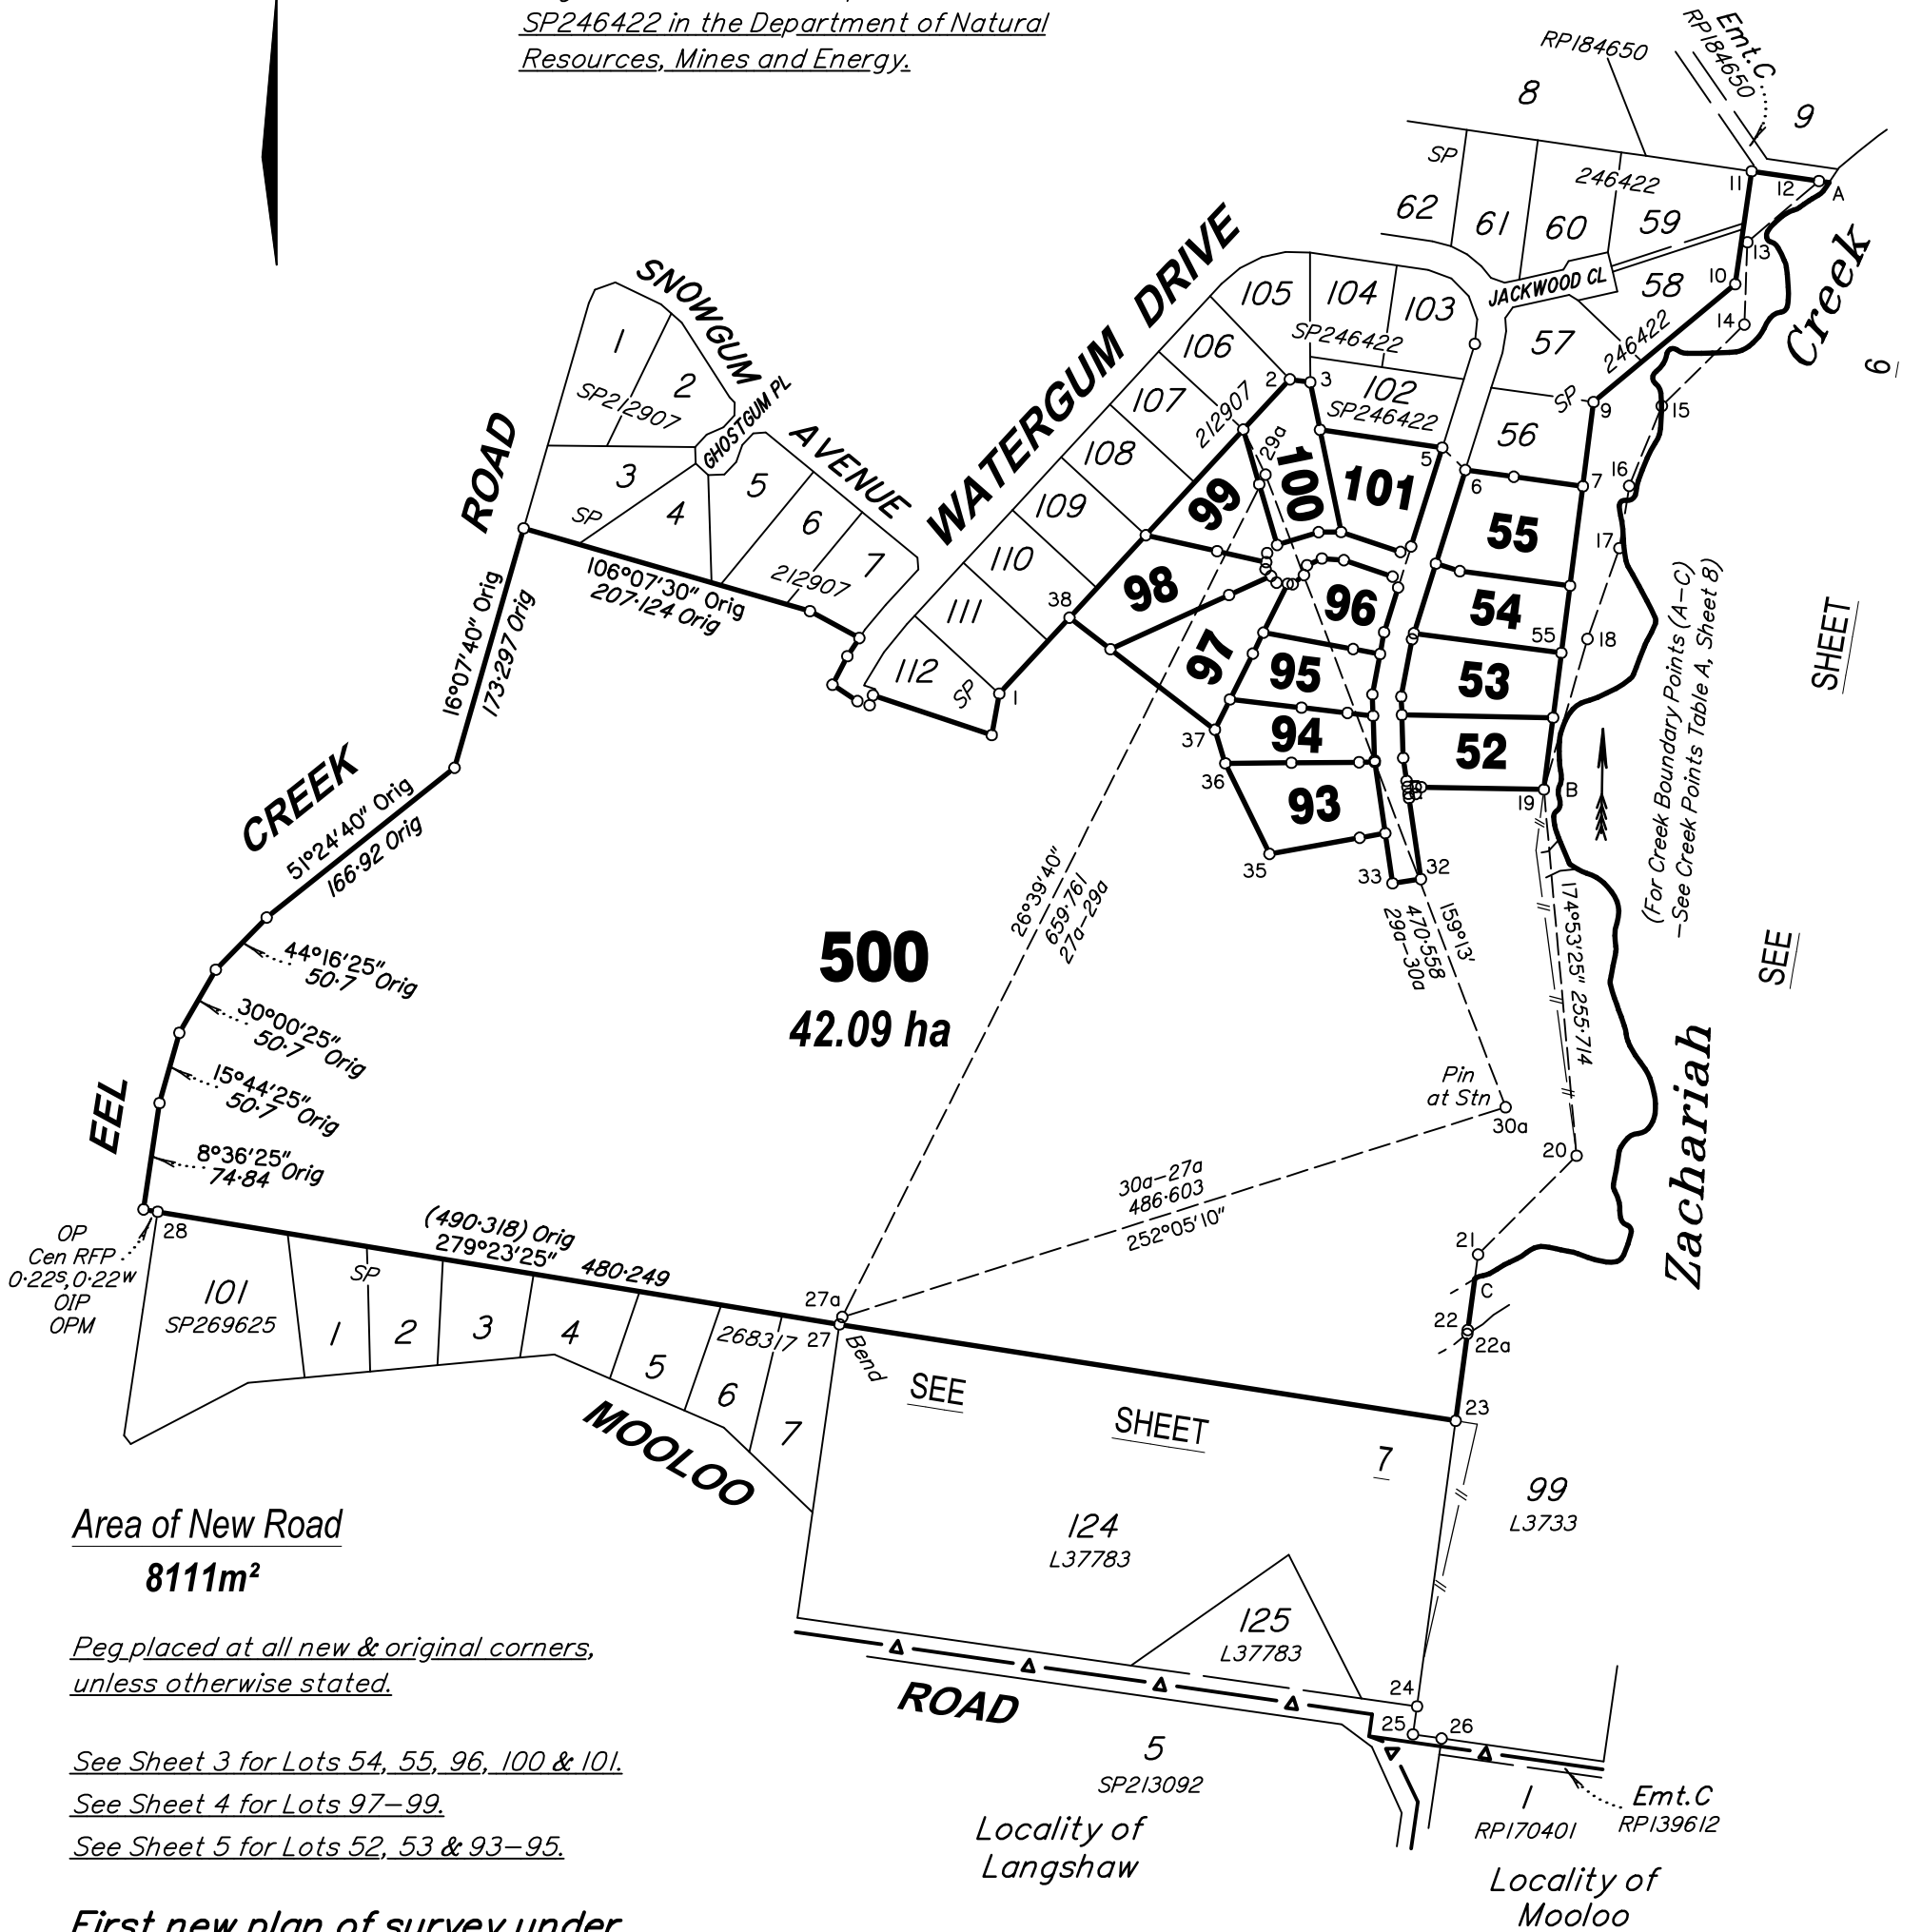 SP246422 in the Department of Natural
Resources, Mines and Energy.
RP184650
Emt.C
RP184650
8
9
SP
246422
62
61
60
59
58
57
56
11
12
A
13
10
14
JACKWOOD CL
246422
SP
9
15
Creek
6
SNOWGUM
AVENUE
GHOSTGUM PL
1
2
SP212907
3
4
SP
5
6
7
212907
ROAD
WATERGUM DRIVE
105
104
103
SP246422
102
SP246422
106
107
108
109
110
111
112
SP
212907
2
3
29a
5
6
7
16
17
18
55
99
100
101
55
98
96
54
97
95
53
94
52
93
38
1
37
36
35
33
32
19
B
106°07'30" Orig
207·124 Orig
16°07'40" Orig
173·297 Orig
CREEK
51°24'40" Orig
166·92 Orig
44°16'25" Orig
50·7
30°00'25" Orig
50·7
15°44'25" Orig
50·7
8°36'25" Orig
74·84
EEL
26°39'40"
659·761
27a–29a
159°13'
470·558
29a–30a
174°53'25" 255·714
(For Creek Boundary Points (A–C)
–See Creek Points Table A, Sheet 8)
SHEET
SEE
500
42.09 ha
Pin
at Stn
30a
20
21
C
22
22a
23
Zachariah
30a–27a
486·603
252°05'10"
OP
Cen RFP
0·22s,0·22w
OIP
OPM
28
(490·318) Orig
279°23'25"
480·249
27a
27
Bend
101
SP269625
SP
1
2
3
4
5
6
7
268317
MOOLOO
SEE
SHEET
7
99
L3733
124
L37783
125
L37783
Area of New Road
8111m²
Peg placed at all new & original corners,
unless otherwise stated.
ROAD
24
25
26
5
SP213092
See Sheet 3 for Lots 54, 55, 96, 100 & 101.
See Sheet 4 for Lots 97–99.
See Sheet 5 for Lots 52, 53 & 93–95.
1
RP170401
Emt.C
RP139612
Locality of
Langshaw
Locality of
Mooloo
First new plan of survey under